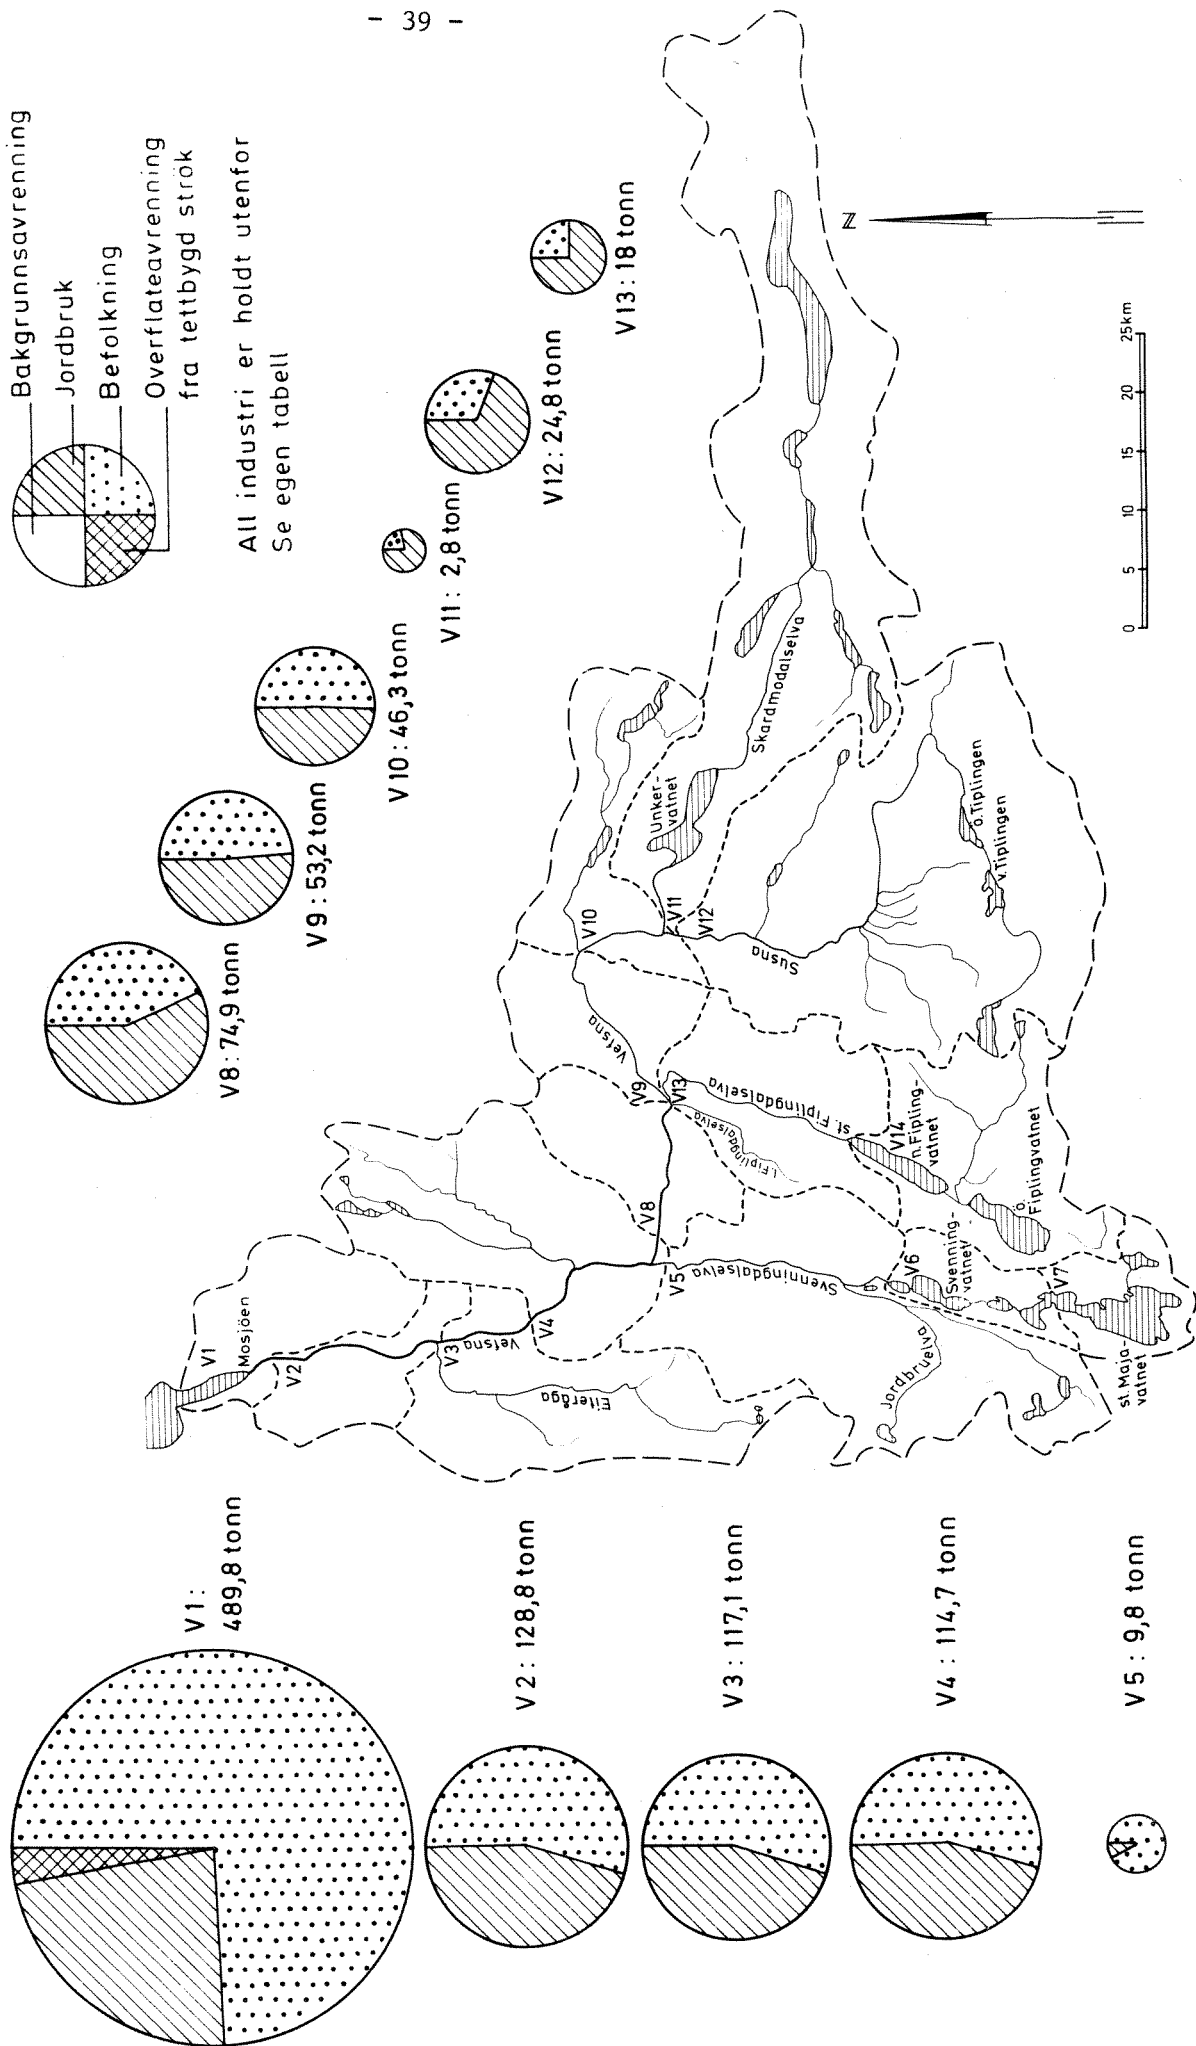 - 39 -
Bakgrunnsavrenning
Jordbruk
Befolkning
Overflateavrenning
fra tettbygd strök
All industri er holdt utenfor
Se egen tabell
V1:
489,8 tonn
V2: 128,8 tonn
V3: 117,1 tonn
V4: 114,7 tonn
V5: 9,8 tonn
V8: 74,9 tonn
V9: 53,2 tonn
V10: 46,3 tonn
V11: 2,8 tonn
V12: 24,8 tonn
V13: 18 tonn
N
0 5 10 15 20 25km
V1
Mosjöen
V2
V3
Vefsna
V4
Eiteråga
V5
V8
Svenningdalselva
Jordbruelva
V6
Svenning-
vatnet
V7
st. Maja-
vatnet
V9
V13
Vefsna
st. Fiplingdalselva
l. Fiplingdalselva
V14
n. Fipling-
vatnet
ö.
Fiplingvatnet
V10
V11
V12
Unker-
vatnet
Skardmodalselva
Susna
ö. Tiplingen
v. Tiplingen